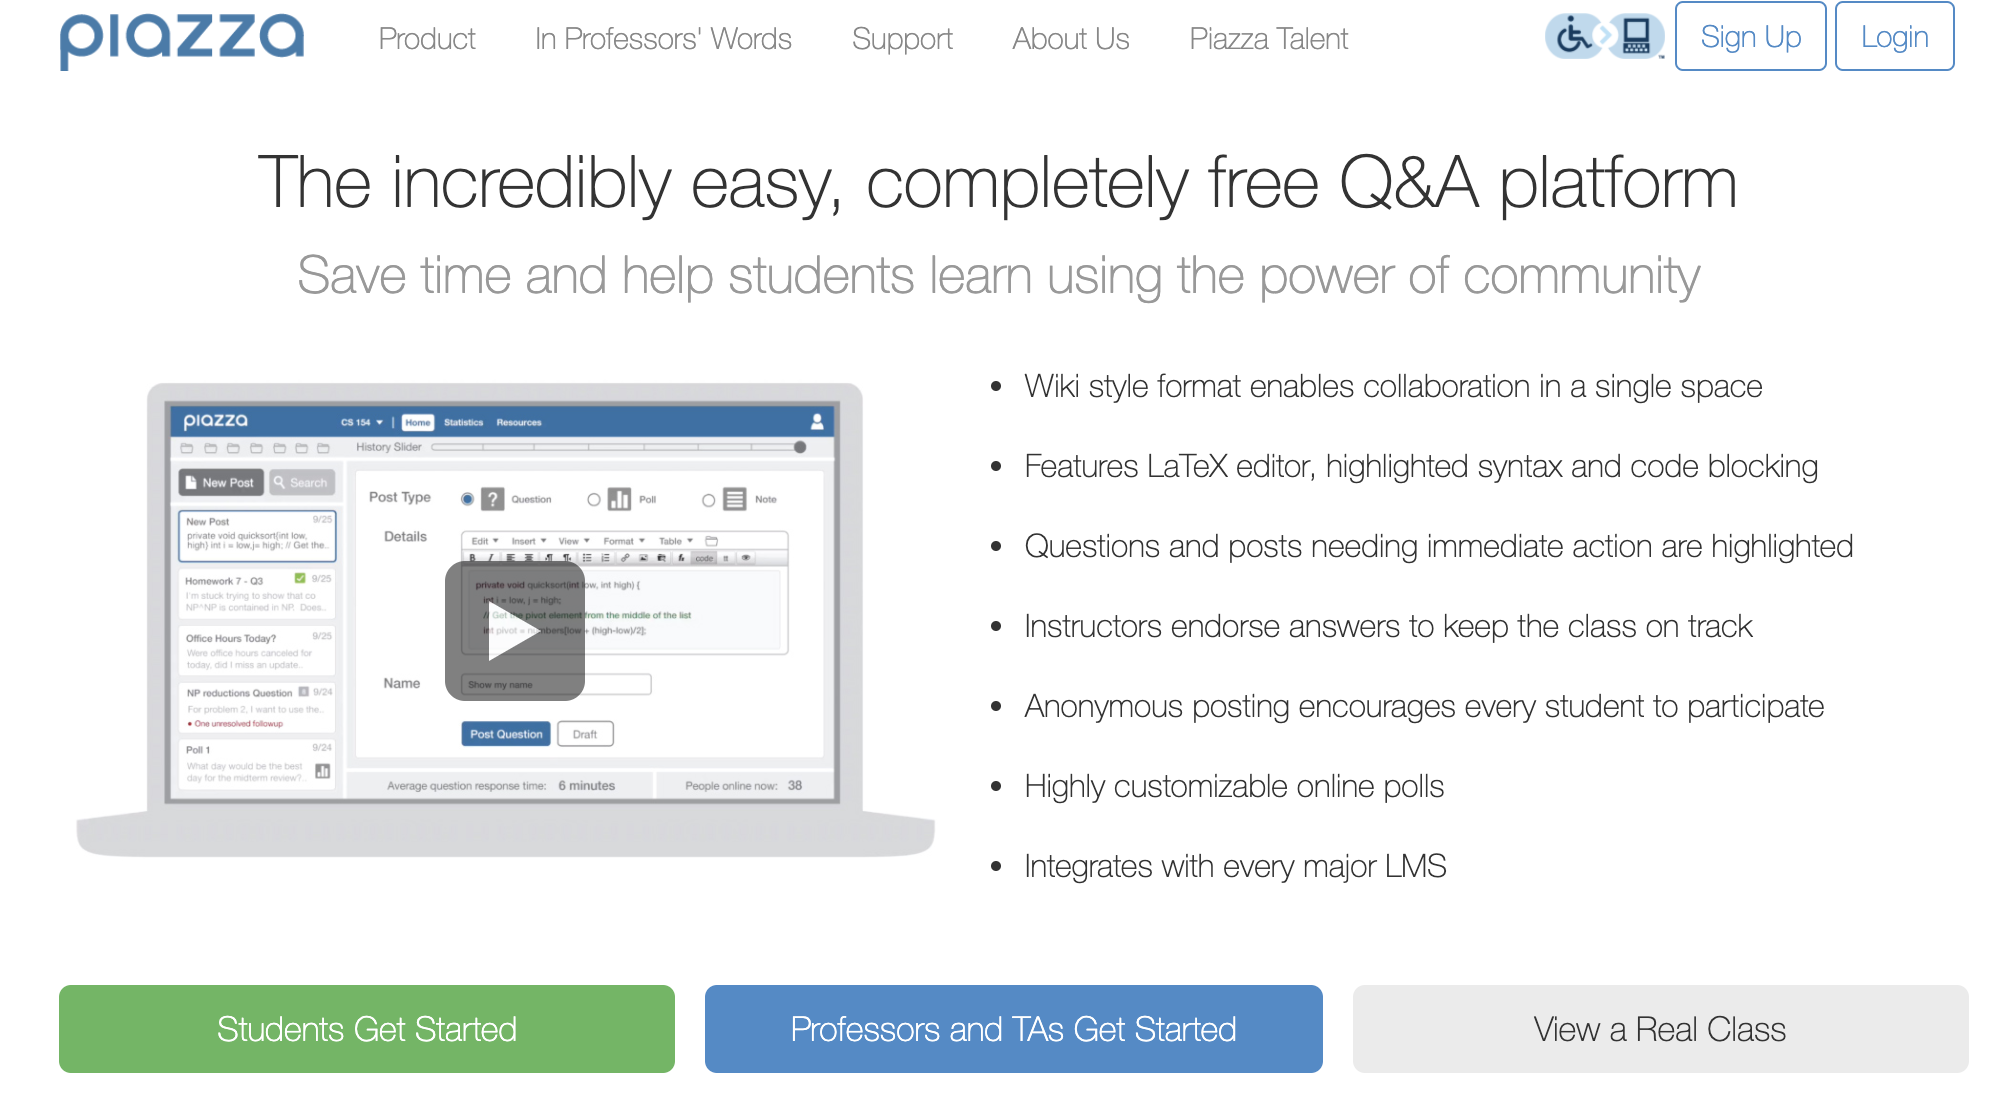 piazza
Product In Professors' Words Support About Us Piazza Talent
Sign Up Login
The incredibly easy, completely free Q&A platform
Save time and help students learn using the power of community
piazza CS 154 Home Statistics Resources
History Slider
New Post Search
New Post 9/25
private void quicksort(int low,
high) int i = low,j= high; // Get the..
Homework 7 - Q3 9/25
I'm stuck trying to show that co
NP^NP is contained in NP. Does..
Office Hours Today? 9/25
Were office hours canceled for
today, did I miss an update..
NP reductions Question 9/24
For problem 2, I want to use the..
• One unresolved followup
Poll 1 9/24
What day would be the best
day for the midterm review?..
Post Type ? Question Poll Note
Details
Edit Insert View Format Table
B I code
private void quicksort(int low, int high) {
int i = low, j = high;
// Get the pivot element from the middle of the list
int pivot = numbers[low + (high-low)/2];
Name Show my name
Post Question Draft
Average question response time: 6 minutes People online now: 38
• Wiki style format enables collaboration in a single space
• Features LaTeX editor, highlighted syntax and code blocking
• Questions and posts needing immediate action are highlighted
• Instructors endorse answers to keep the class on track
• Anonymous posting encourages every student to participate
• Highly customizable online polls
• Integrates with every major LMS
Students Get Started Professors and TAs Get Started View a Real Class